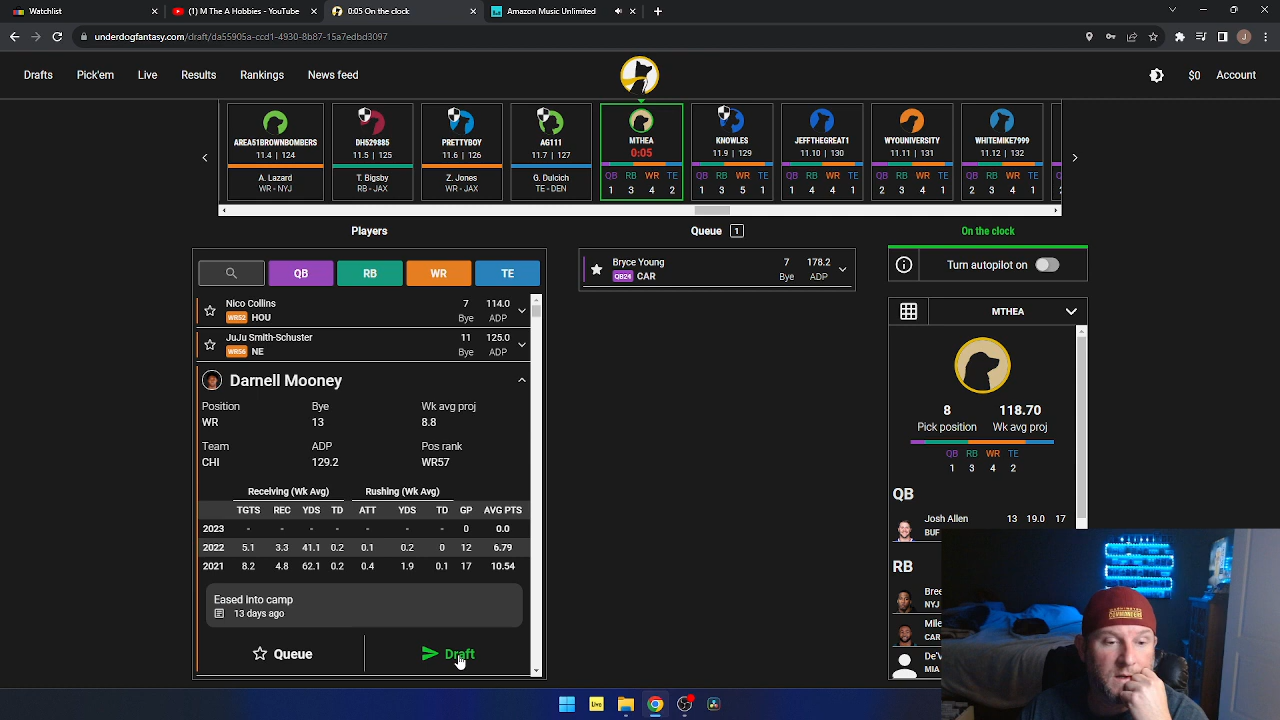 Watchlist
(1) M The A Hobbies - YouTube
0:05 On the clock
Amazon Music Unlimited
underdogfantasy.com/draft/da55905a-ccd1-4930-8b87-15a7edbd3097
J
Drafts
Pick'em
Live
Results
Rankings
News feed
$0
Account
AREA51BROWNBOMBERS
11.4 | 124
A. Lazard
WR - NYJ
DH529885
11.5 | 125
T. Bigsby
RB - JAX
PRETTYBOY
11.6 | 126
Z. Jones
WR - JAX
AG111
11.7 | 127
G. Dulcich
TE - DEN
MTHEA
0:05
QB RB WR TE
1 3 4 2
KNOWLES
11.9 | 129
QB RB WR TE
1 3 5 1
JEFFTHEGREAT1
11.10 | 130
QB RB WR TE
1 4 4 1
WYOUNIVERSITY
11.11 | 131
QB RB WR TE
2 3 4 1
WHITEMIKE7999
11.12 | 132
QB RB WR TE
2 3 4 1
Players
Queue 1
On the clock
QB
RB
WR
TE
Nico Collins 7 114.0
WR52 HOU Bye ADP
JuJu Smith-Schuster 11 125.0
WR56 NE Bye ADP
Darnell Mooney
Position Bye Wk avg proj
WR 13 8.8
Team ADP Pos rank
CHI 129.2 WR57
Receiving (Wk Avg) Rushing (Wk Avg)
TGTS REC YDS TD ATT YDS TD GP AVG PTS
2023 - - - - - - - 0 0.0
2022 5.1 3.3 41.1 0.2 0.1 0.2 0 12 6.79
2021 8.2 4.8 62.1 0.2 0.4 1.9 0.1 17 10.54
Eased into camp
13 days ago
Queue
Draft
Bryce Young 7 178.2
QB24 CAR Bye ADP
Turn autopilot on
MTHEA
8 118.70
Pick position Wk avg proj
QB RB WR TE
1 3 4 2
QB
Josh Allen 13 19.0 17
BUF
RB
Bree
NYJ
Mile
CAR
De'V
MIA
Live